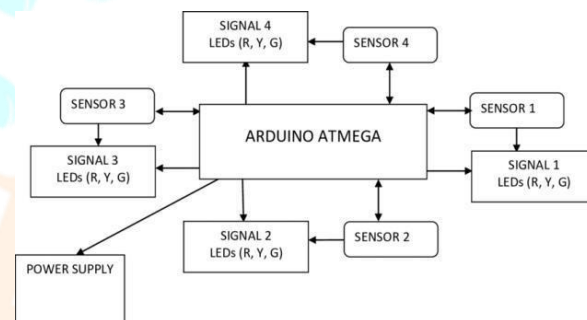 SIGNAL 4
LEDs (R, Y, G)
SENSOR 4
SENSOR 3
SENSOR 1
ARDUINO ATMEGA
SIGNAL 3
LEDs (R, Y, G)
SIGNAL 1
LEDs (R, Y, G)
SIGNAL 2
LEDs (R, Y, G)
SENSOR 2
POWER SUPPLY